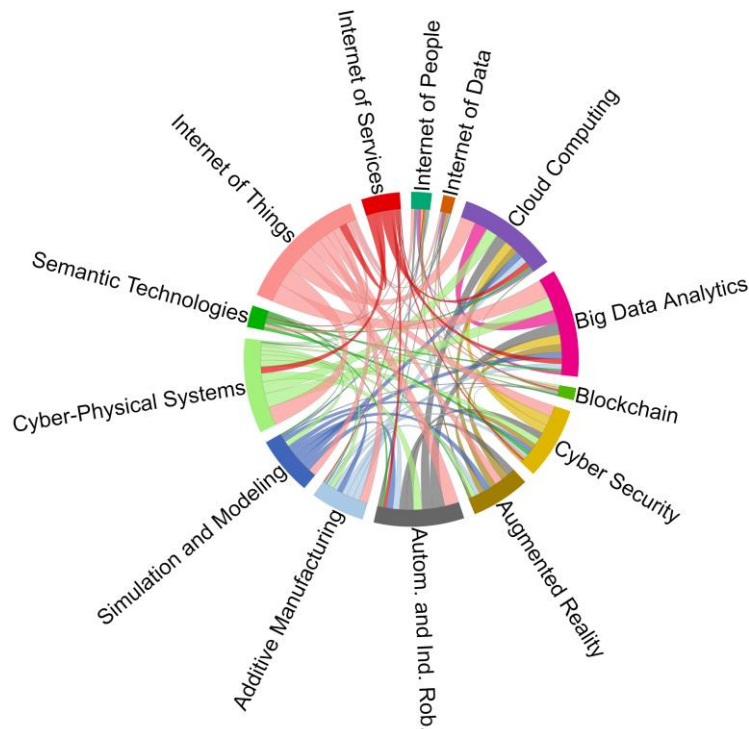 Internet of Services
Internet of People
Internet of Data
Cloud Computing
Big Data Analytics
Blockchain
Cyber Security
Augmented Reality
Autom. and Ind. Rob.
Additive Manufacturing
Simulation and Modeling
Cyber-Physical Systems
Semantic Technologies
Internet of Things